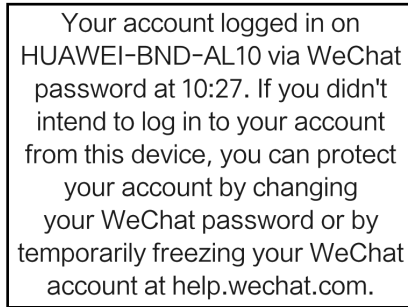 Your account logged in on
HUAWEI-BND-AL10 via WeChat
password at 10:27. If you didn't
intend to log in to your account
from this device, you can protect
your account by changing
your WeChat password or by
temporarily freezing your WeChat
account at help.wechat.com.